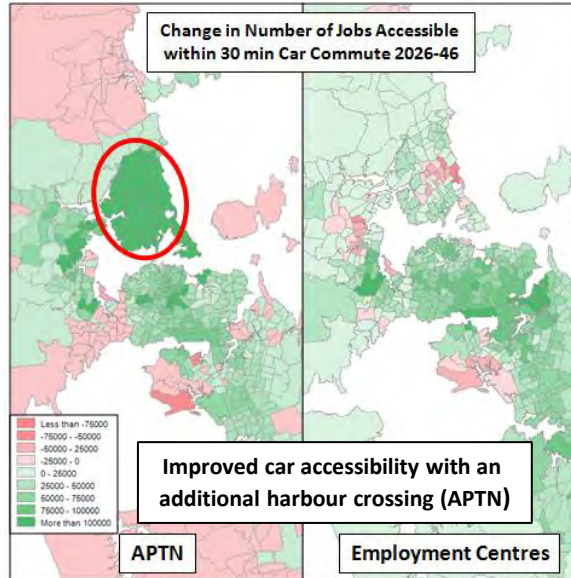 Change in Number of Jobs Accessible
within 30 min Car Commute 2026-46
Less than -75000
-75000 - -50000
-50000 - 25000
-25000 - 0
0 - 25000
25000 - 50000
50000 - 75000
75000 - 100000
More than 100000
Improved car accessibility with an
additional harbour crossing (APTN)
APTN
Employment Centres